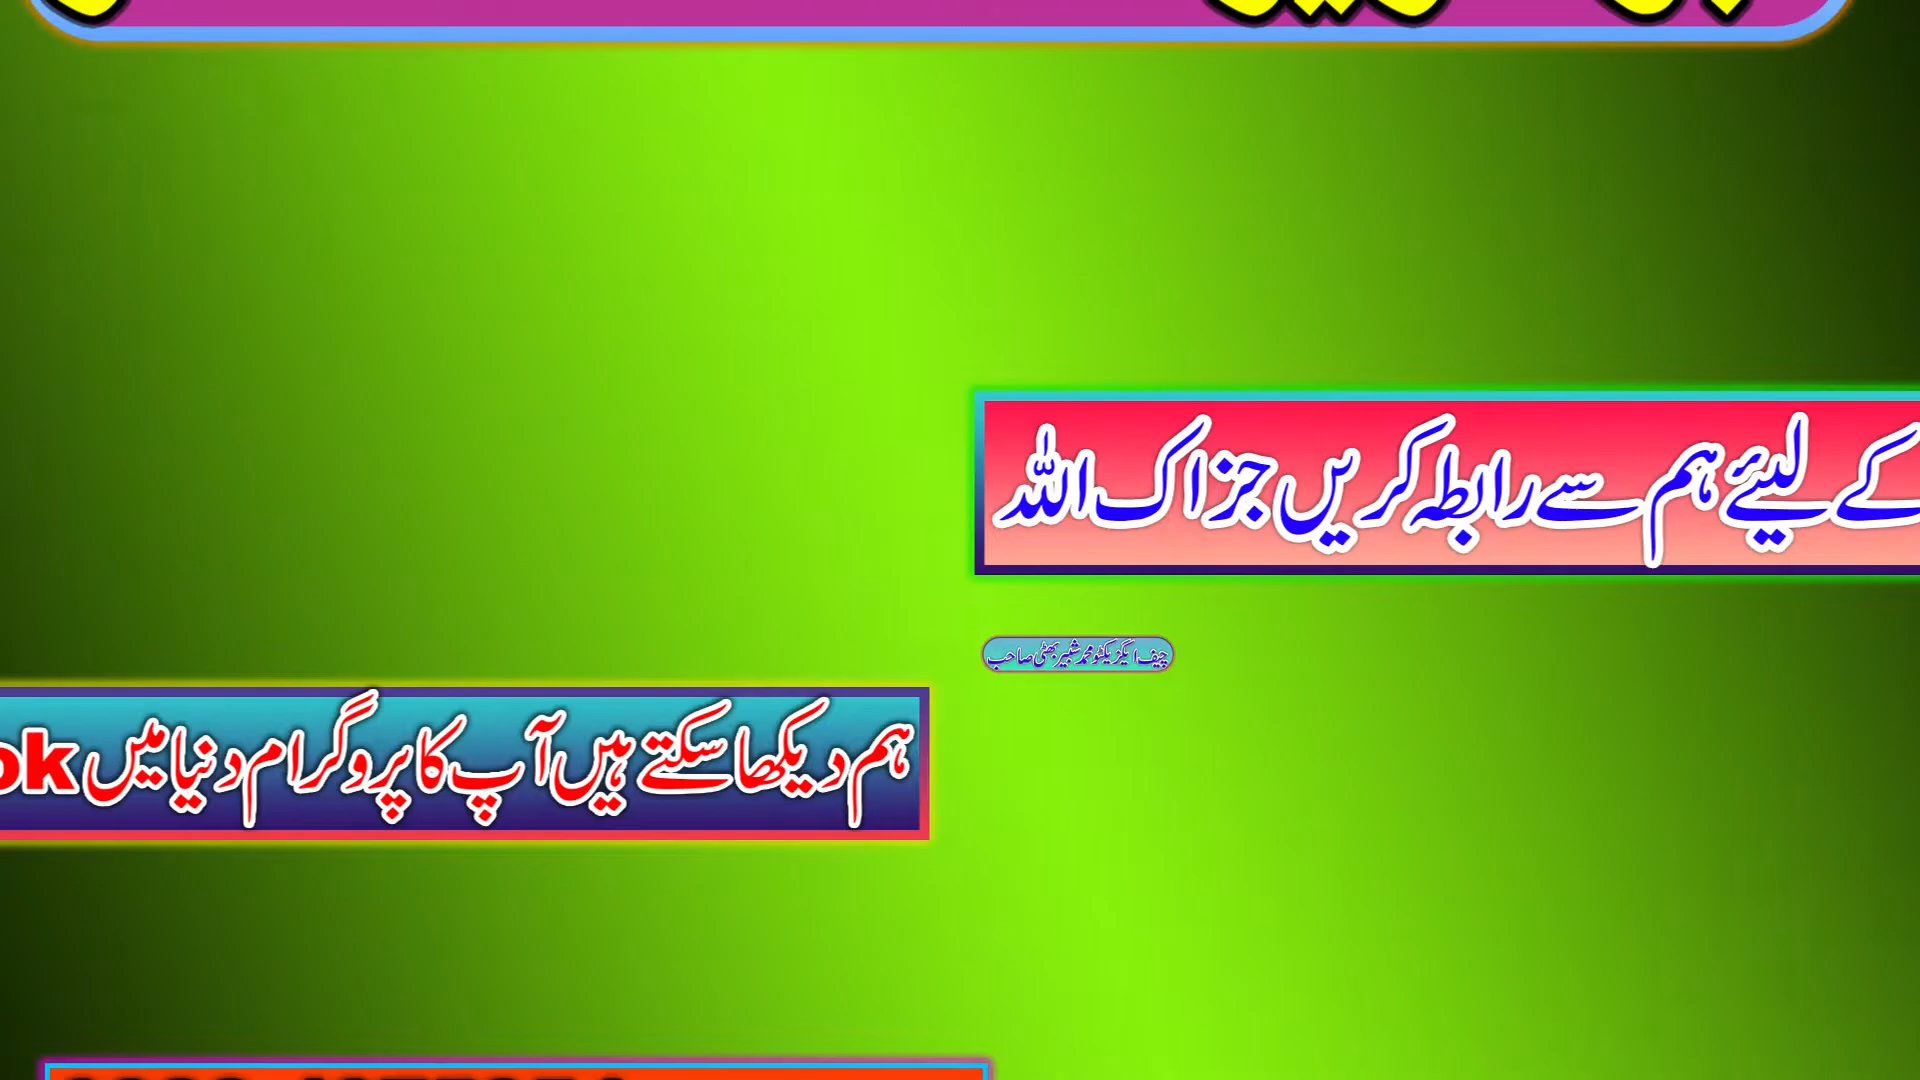 کے لیئے ہم سے رابطہ کریں جزاک اللہ
چیف ایگزیکٹو محمد شبیر بھٹی صاحب
ہم دیکھا سکتے ہیں آپ کا پروگرام دنیا میں ok